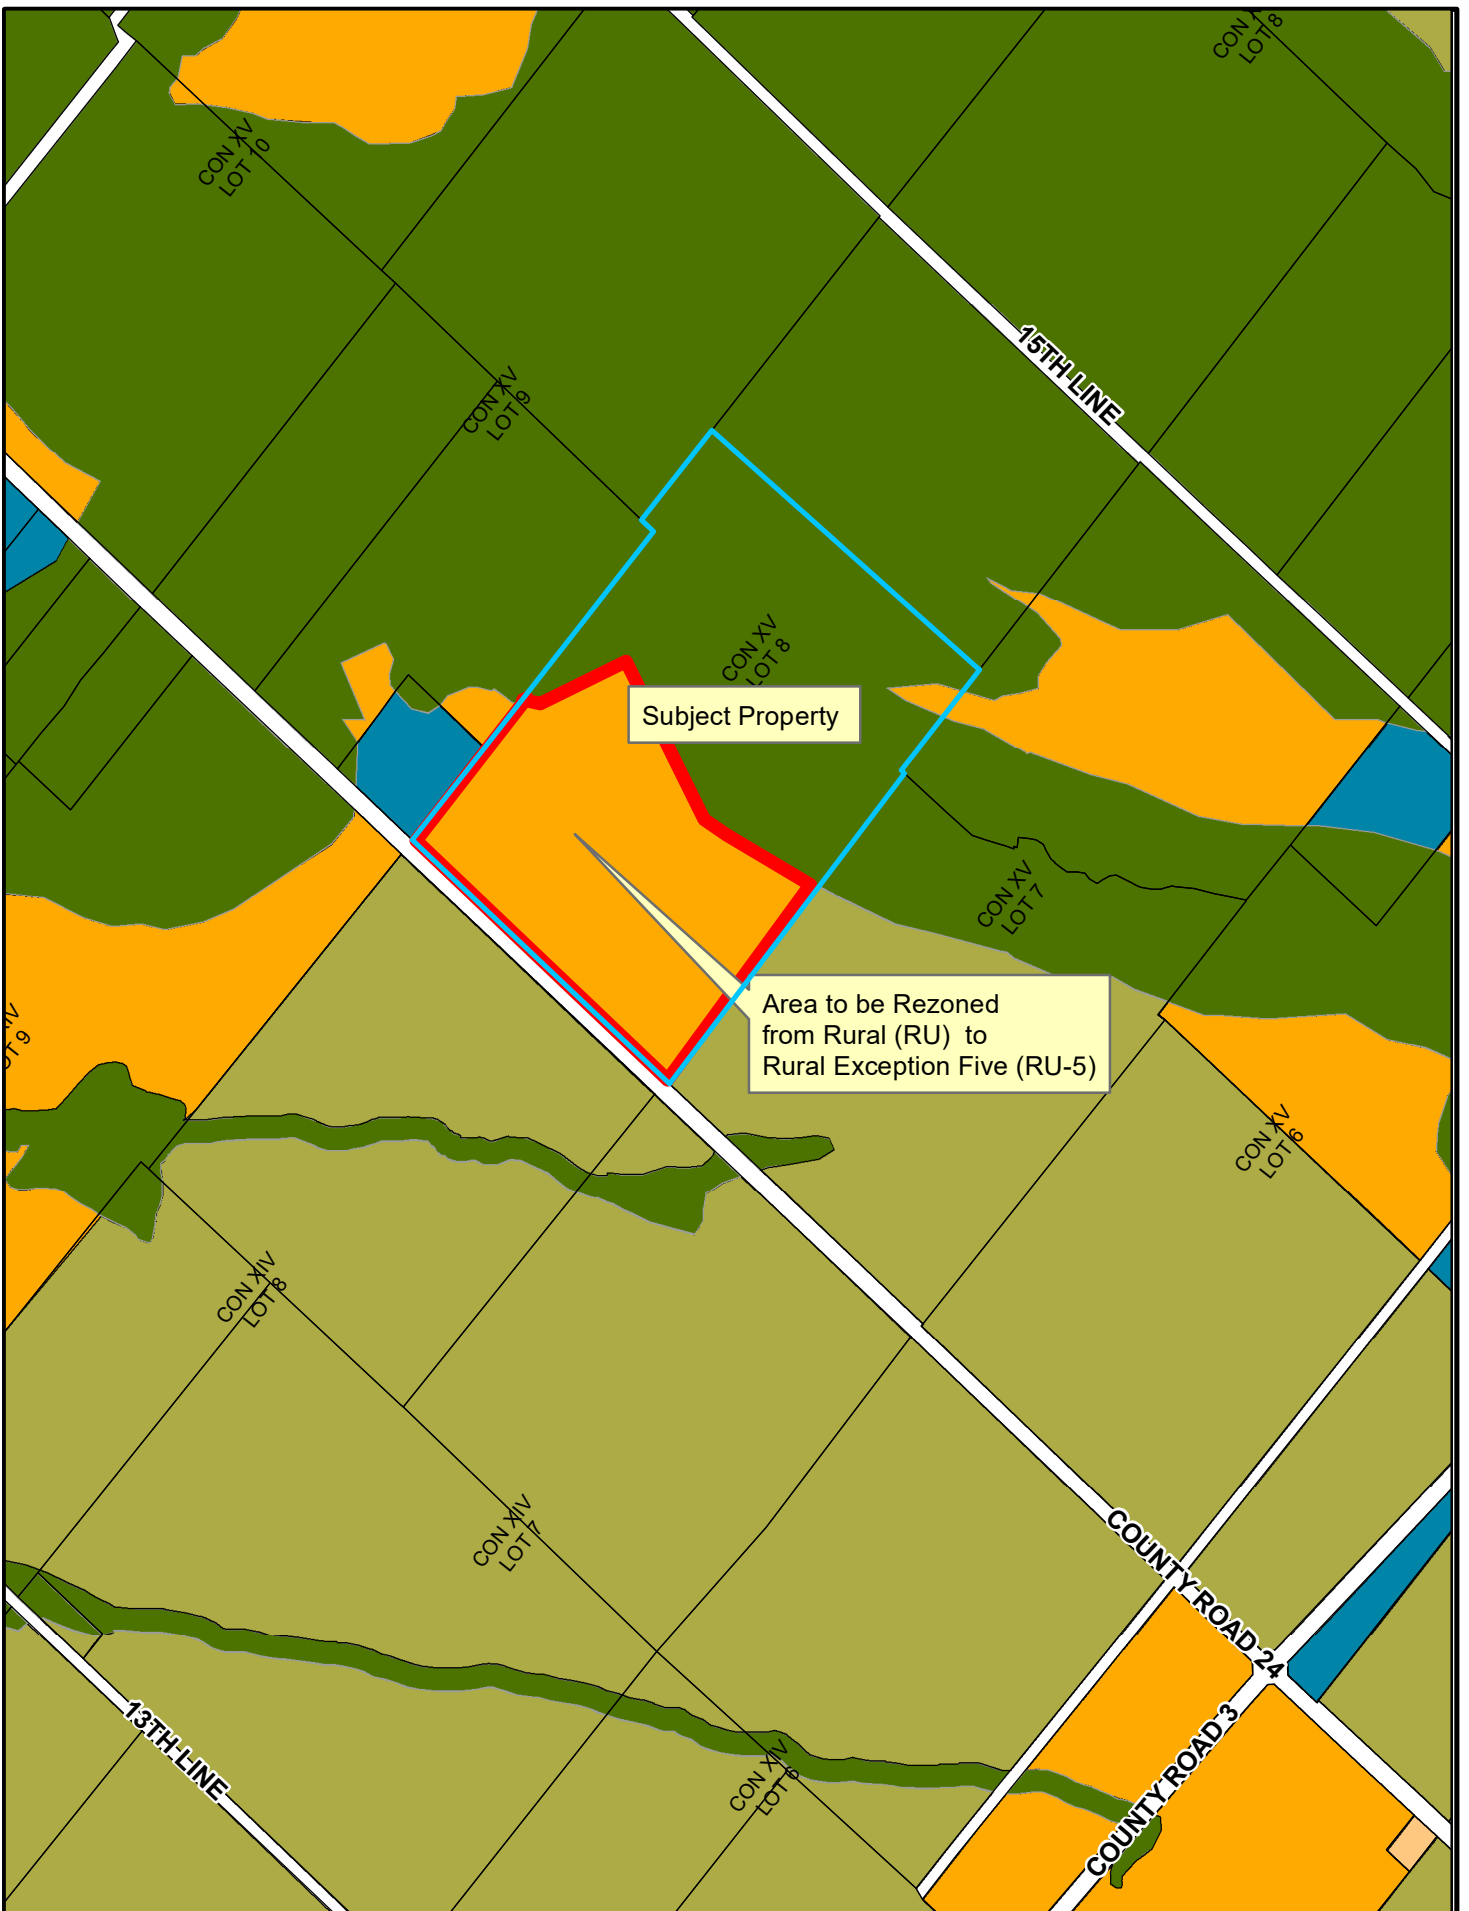 CON XV
LOT 8
CON XV
LOT 10
15TH LINE
CON XV
LOT 9
CON XV
LOT 8
Subject Property
CON XV
LOT 7
Area to be Rezoned
from Rural (RU) to
Rural Exception Five (RU-5)
LOT 9
CON XV
LOT 6
CON XIV
LOT 8
CON XIV
LOT 7
COUNTY ROAD 24
13TH LINE
COUNTY ROAD 3
CON XIV
LOT 6